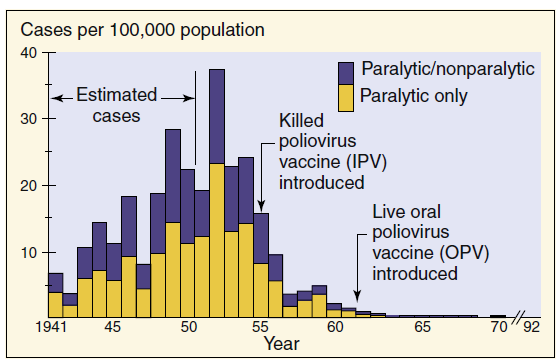 Cases per 100,000 population
40
30
20
10
Estimated
cases
Paralytic/nonparalytic
Paralytic only
Killed
poliovirus
vaccine (IPV)
introduced
Live oral
poliovirus
vaccine (OPV)
introduced
1941 45 50 55 60 65 70 92
Year